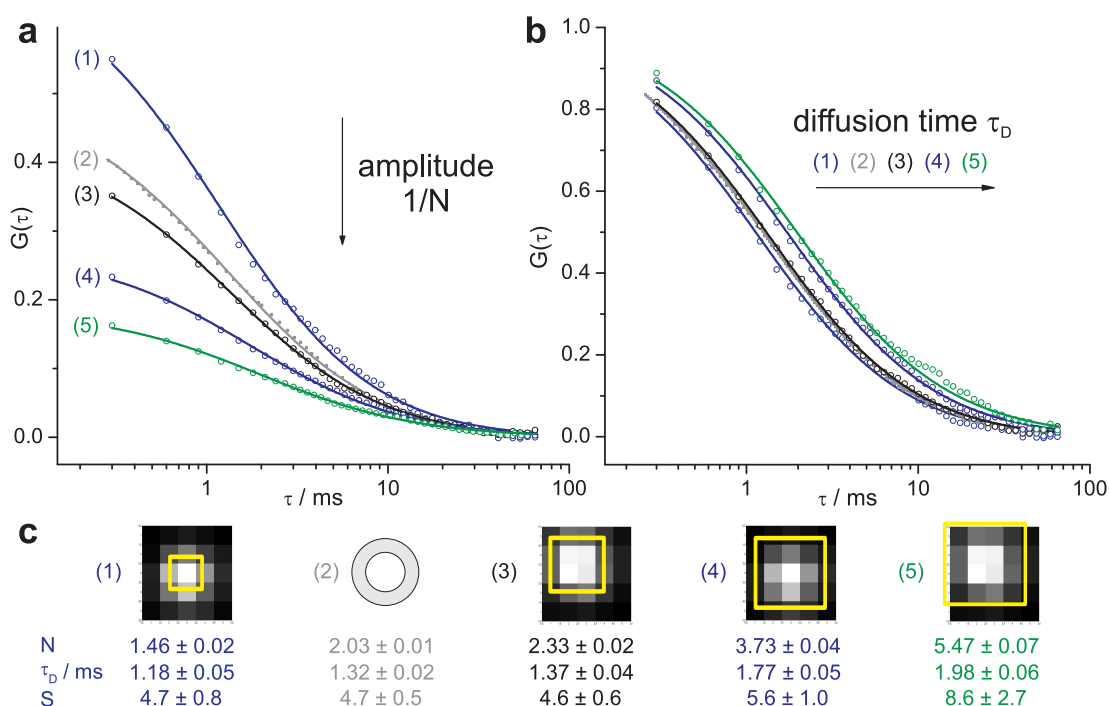 a
G(τ)
0.4
0.2
0.0
(1)
(2)
(3)
(4)
(5)
amplitude
1/N
1 10 100
τ / ms
b
G(τ)
1.0
0.8
0.6
0.4
0.2
0.0
diffusion time τD
(1) (2) (3) (4) (5)
1 10 100
τ / ms
c
(1) (2) (3) (4) (5)
N 1.46 ± 0.02 2.03 ± 0.01 2.33 ± 0.02 3.73 ± 0.04 5.47 ± 0.07
τD / ms 1.18 ± 0.05 1.32 ± 0.02 1.37 ± 0.04 1.77 ± 0.05 1.98 ± 0.06
S 4.7 ± 0.8 4.7 ± 0.5 4.6 ± 0.6 5.6 ± 1.0 8.6 ± 2.7